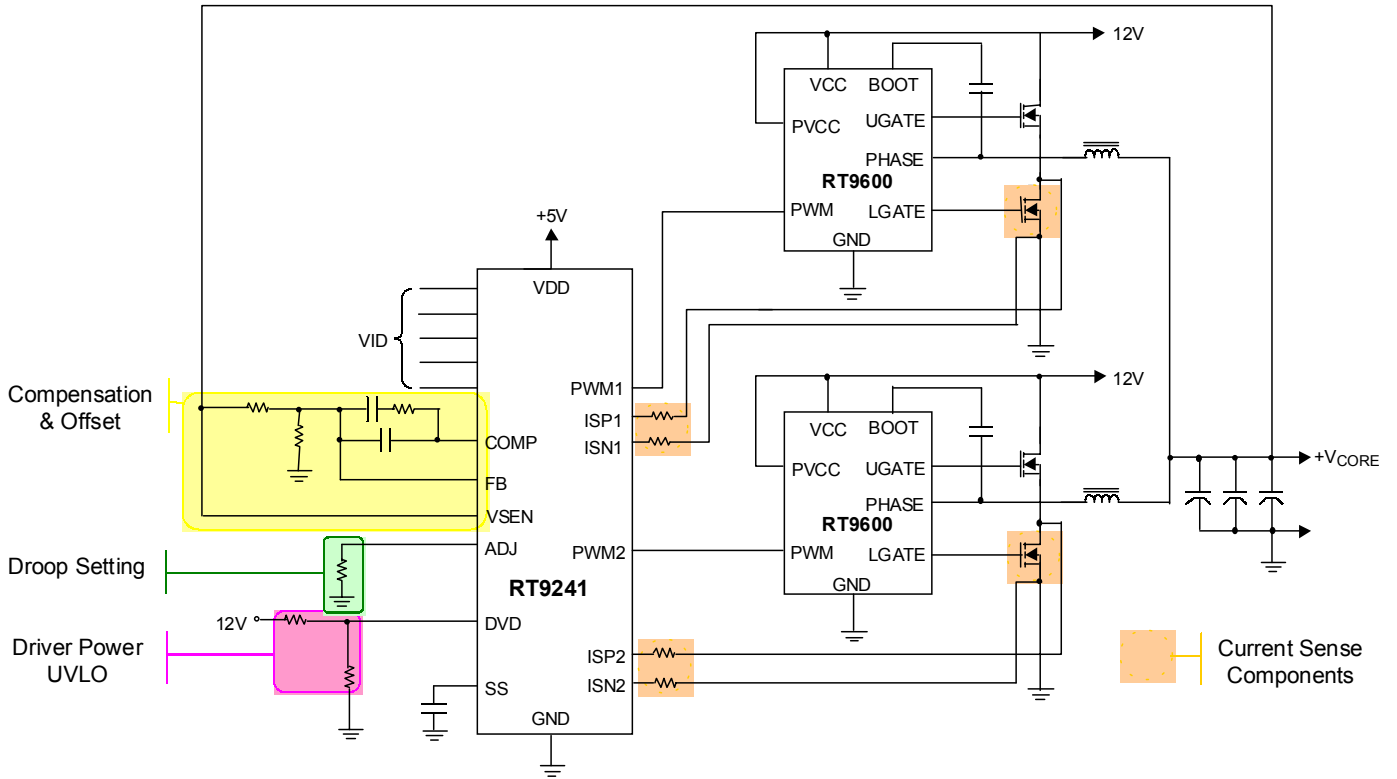 12V
VCC
BOOT
PVCC
UGATE
PHASE
RT9600
PWM
LGATE
GND
+5V
VDD
VID
Compensation
& Offset
COMP
FB
VSEN
ADJ
Droop Setting
12V
DVD
Driver Power
UVLO
SS
GND
RT9241
PWM1
ISP1
ISN1
PWM2
ISP2
ISN2
12V
VCC
BOOT
PVCC
UGATE
PHASE
RT9600
PWM
LGATE
GND
+VCORE
Current Sense
Components